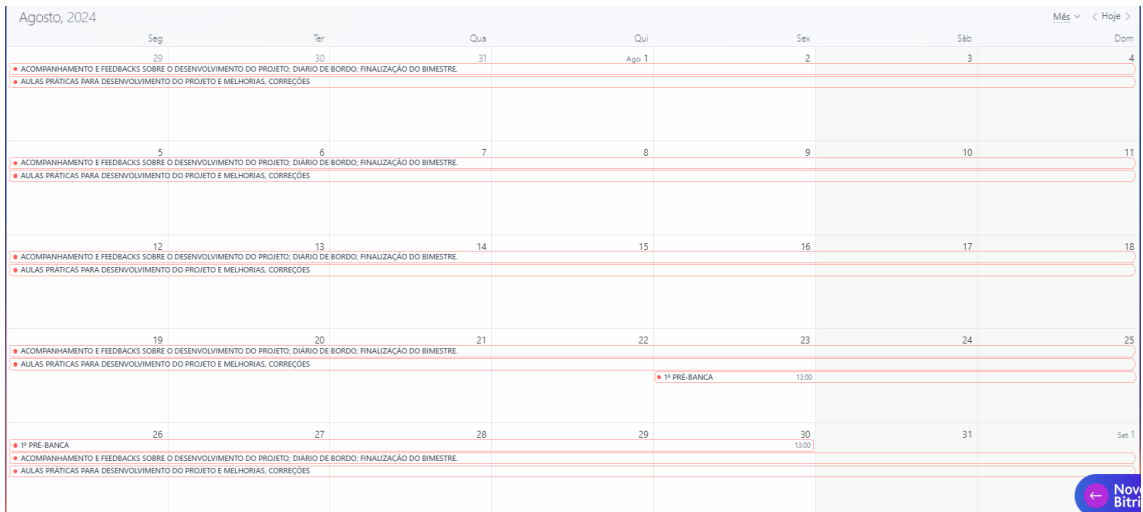 Agosto, 2024
Mês < Hoje >
Seg Ter Qua Qui Sex Sáb Dom
29 30 31 Ago 1 2 3 4
ACOMPANHAMENTO E FEEDBACKS SOBRE O DESENVOLVIMENTO DO PROJETO; DIÁRIO DE BORDO; FINALIZAÇÃO DO BIMESTRE.
AULAS PRÁTICAS PARA DESENVOLVIMENTO DO PROJETO E MELHORIAS, CORREÇÕES
5 6 7 8 9 10 11
ACOMPANHAMENTO E FEEDBACKS SOBRE O DESENVOLVIMENTO DO PROJETO; DIÁRIO DE BORDO; FINALIZAÇÃO DO BIMESTRE.
AULAS PRÁTICAS PARA DESENVOLVIMENTO DO PROJETO E MELHORIAS, CORREÇÕES
12 13 14 15 16 17 18
ACOMPANHAMENTO E FEEDBACKS SOBRE O DESENVOLVIMENTO DO PROJETO; DIÁRIO DE BORDO; FINALIZAÇÃO DO BIMESTRE.
AULAS PRÁTICAS PARA DESENVOLVIMENTO DO PROJETO E MELHORIAS, CORREÇÕES
19 20 21 22 23 24 25
ACOMPANHAMENTO E FEEDBACKS SOBRE O DESENVOLVIMENTO DO PROJETO; DIÁRIO DE BORDO; FINALIZAÇÃO DO BIMESTRE.
AULAS PRÁTICAS PARA DESENVOLVIMENTO DO PROJETO E MELHORIAS, CORREÇÕES
1ª PRÉ-BANCA 13:00
26 27 28 29 30 31 Set 1
1ª PRÉ-BANCA 13:00
ACOMPANHAMENTO E FEEDBACKS SOBRE O DESENVOLVIMENTO DO PROJETO; DIÁRIO DE BORDO; FINALIZAÇÃO DO BIMESTRE.
AULAS PRÁTICAS PARA DESENVOLVIMENTO DO PROJETO E MELHORIAS, CORREÇÕES
Nov
Bitri